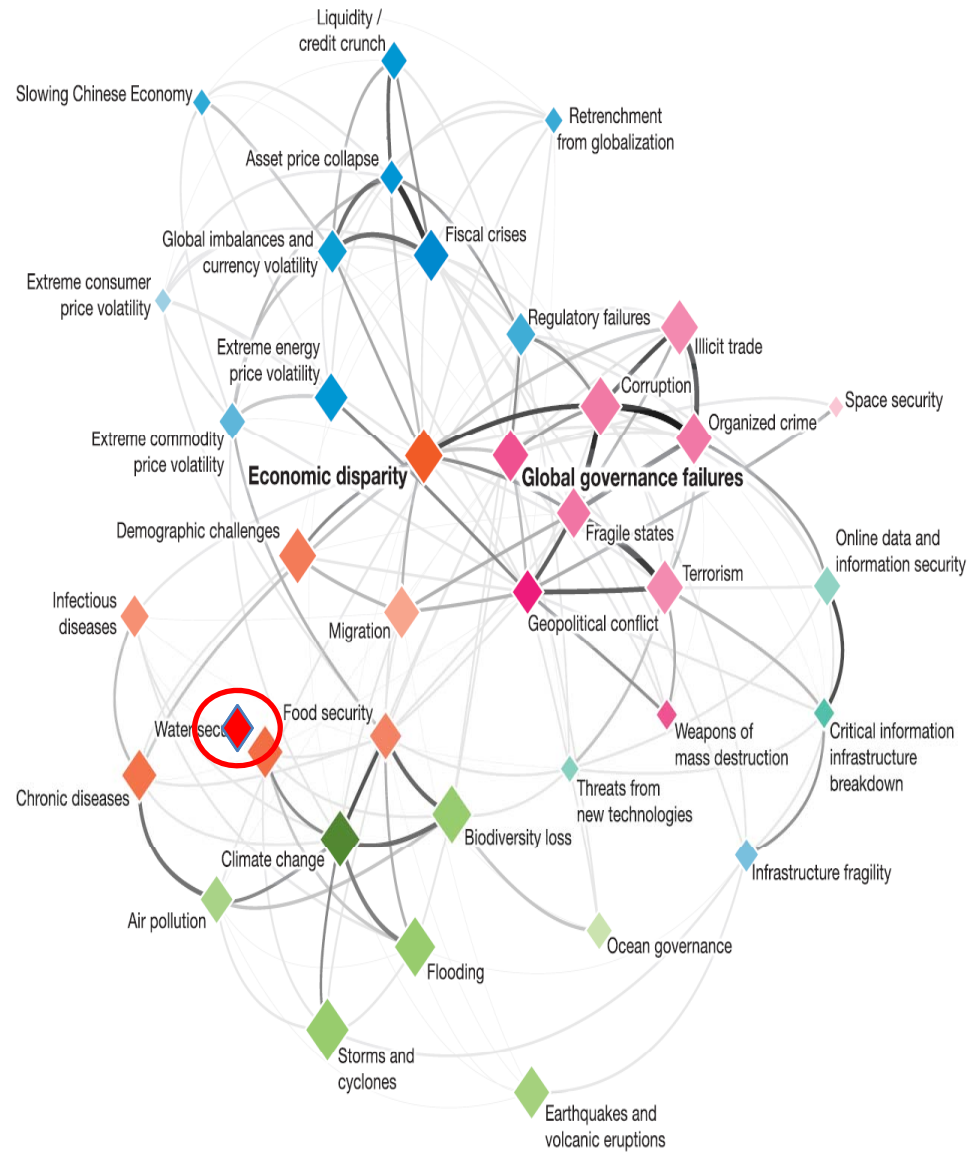 Liquidity /
credit crunch
Slowing Chinese Economy
Retrenchment
from globalization
Asset price collapse
Fiscal crises
Global imbalances and
currency volatility
Extreme consumer
price volatility
Regulatory failures
Illicit trade
Extreme energy
price volatility
Corruption
Space security
Organized crime
Extreme commodity
price volatility
Economic disparity
Global governance failures
Fragile states
Demographic challenges
Online data and
information security
Terrorism
Infectious
diseases
Migration
Geopolitical conflict
Water
Food security
Weapons of
mass destruction
Critical information
infrastructure
breakdown
Chronic diseases
Threats from
new technologies
Biodiversity loss
Climate change
Infrastructure fragility
Air pollution
Ocean governance
Flooding
Storms and
cyclones
Earthquakes and
volcanic eruptions